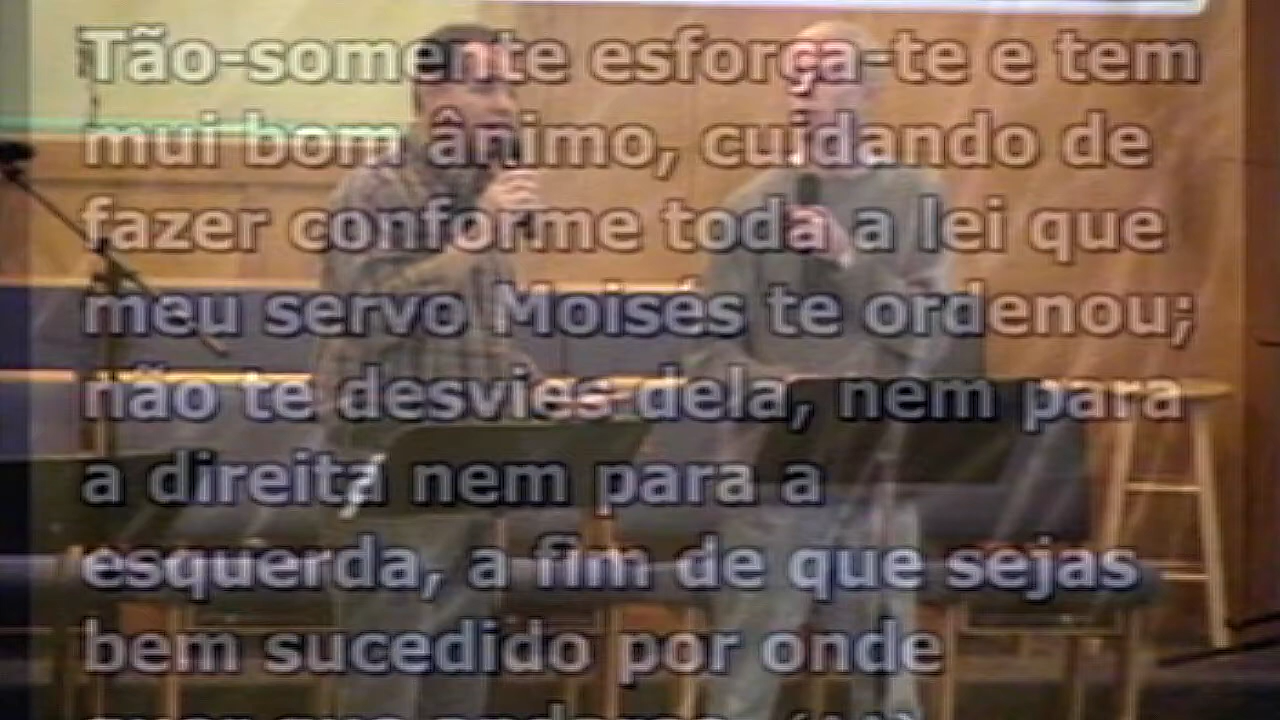 Tão-somente te esforça-te e tem
mui bom ânimo, cuidando de
fazer conforme toda a lei que
meu servo Moisés te ordenou;
não te desvies dela, nem para
a direita nem para a
esquerda, a fim de que sejas
bem sucedido por onde